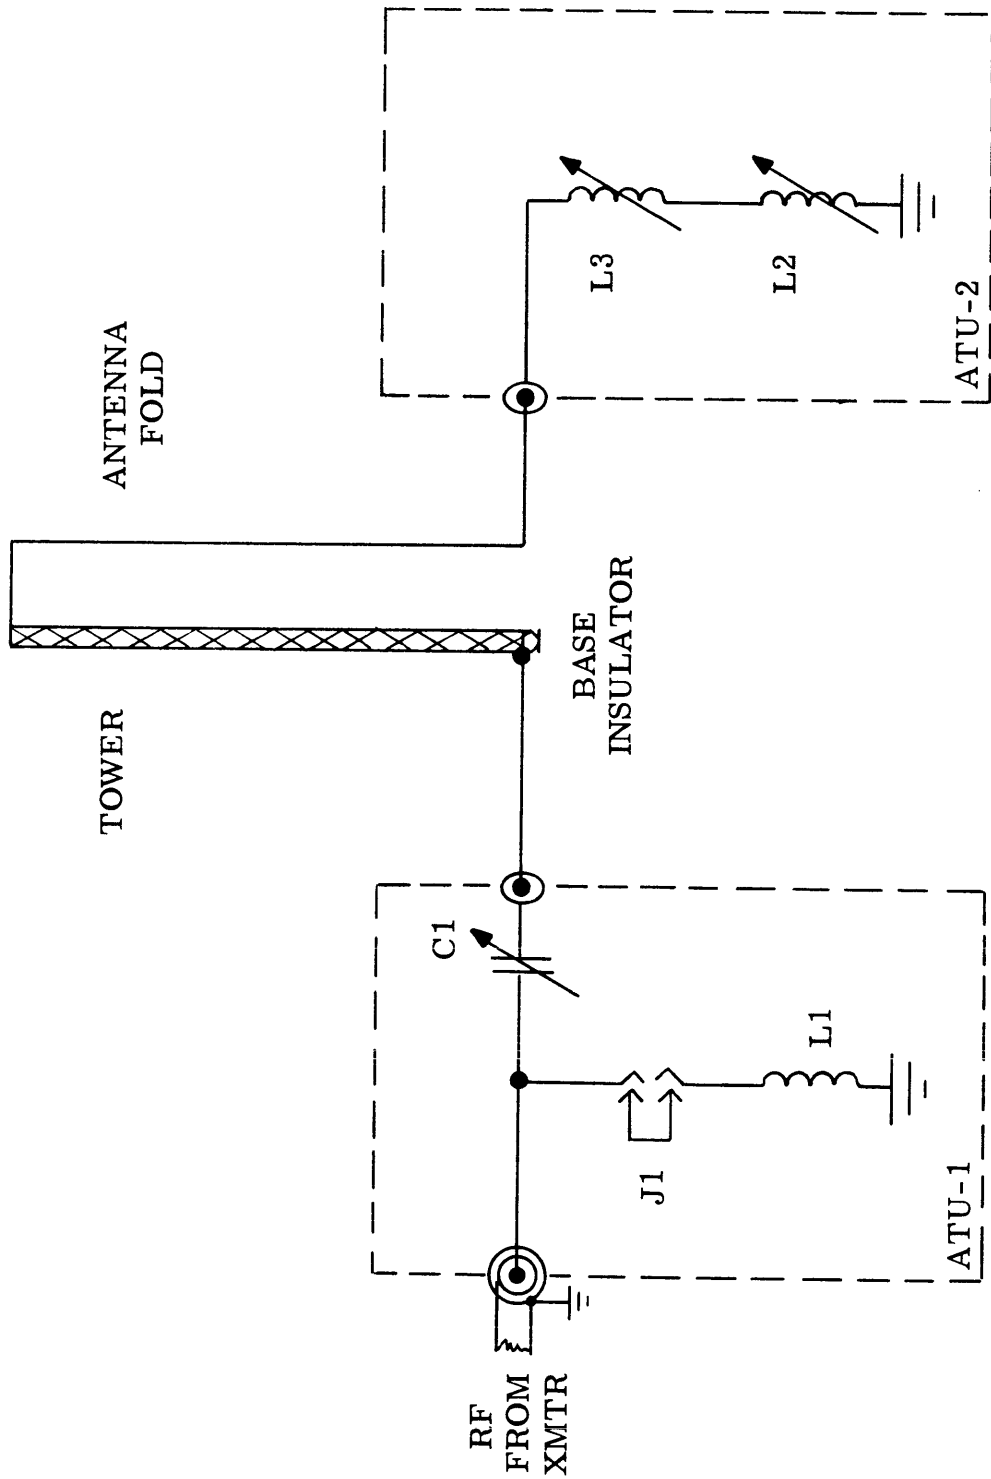 TOWER
ANTENNA
FOLD
RF
FROM
XMTR
C1
J1
L1
ATU-1
BASE
INSULATOR
L3
L2
ATU-2